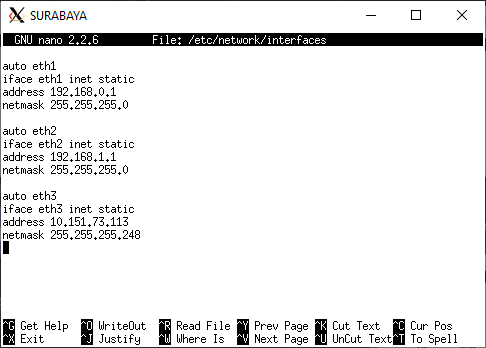 SURABAYA
GNU nano 2.2.6 File: /etc/network/interfaces
auto eth1
iface eth1 inet static
address 192.168.0.1
netmask 255.255.255.0
auto eth2
iface eth2 inet static
address 192.168.1.1
netmask 255.255.255.0
auto eth3
iface eth3 inet static
address 10.151.73.113
netmask 255.255.255.248
^G Get Help ^O WriteOut ^R Read File ^Y Prev Page ^K Cut Text ^C Cur Pos
^X Exit ^J Justify ^W Where Is ^V Next Page ^U UnCut Text ^T To Spell